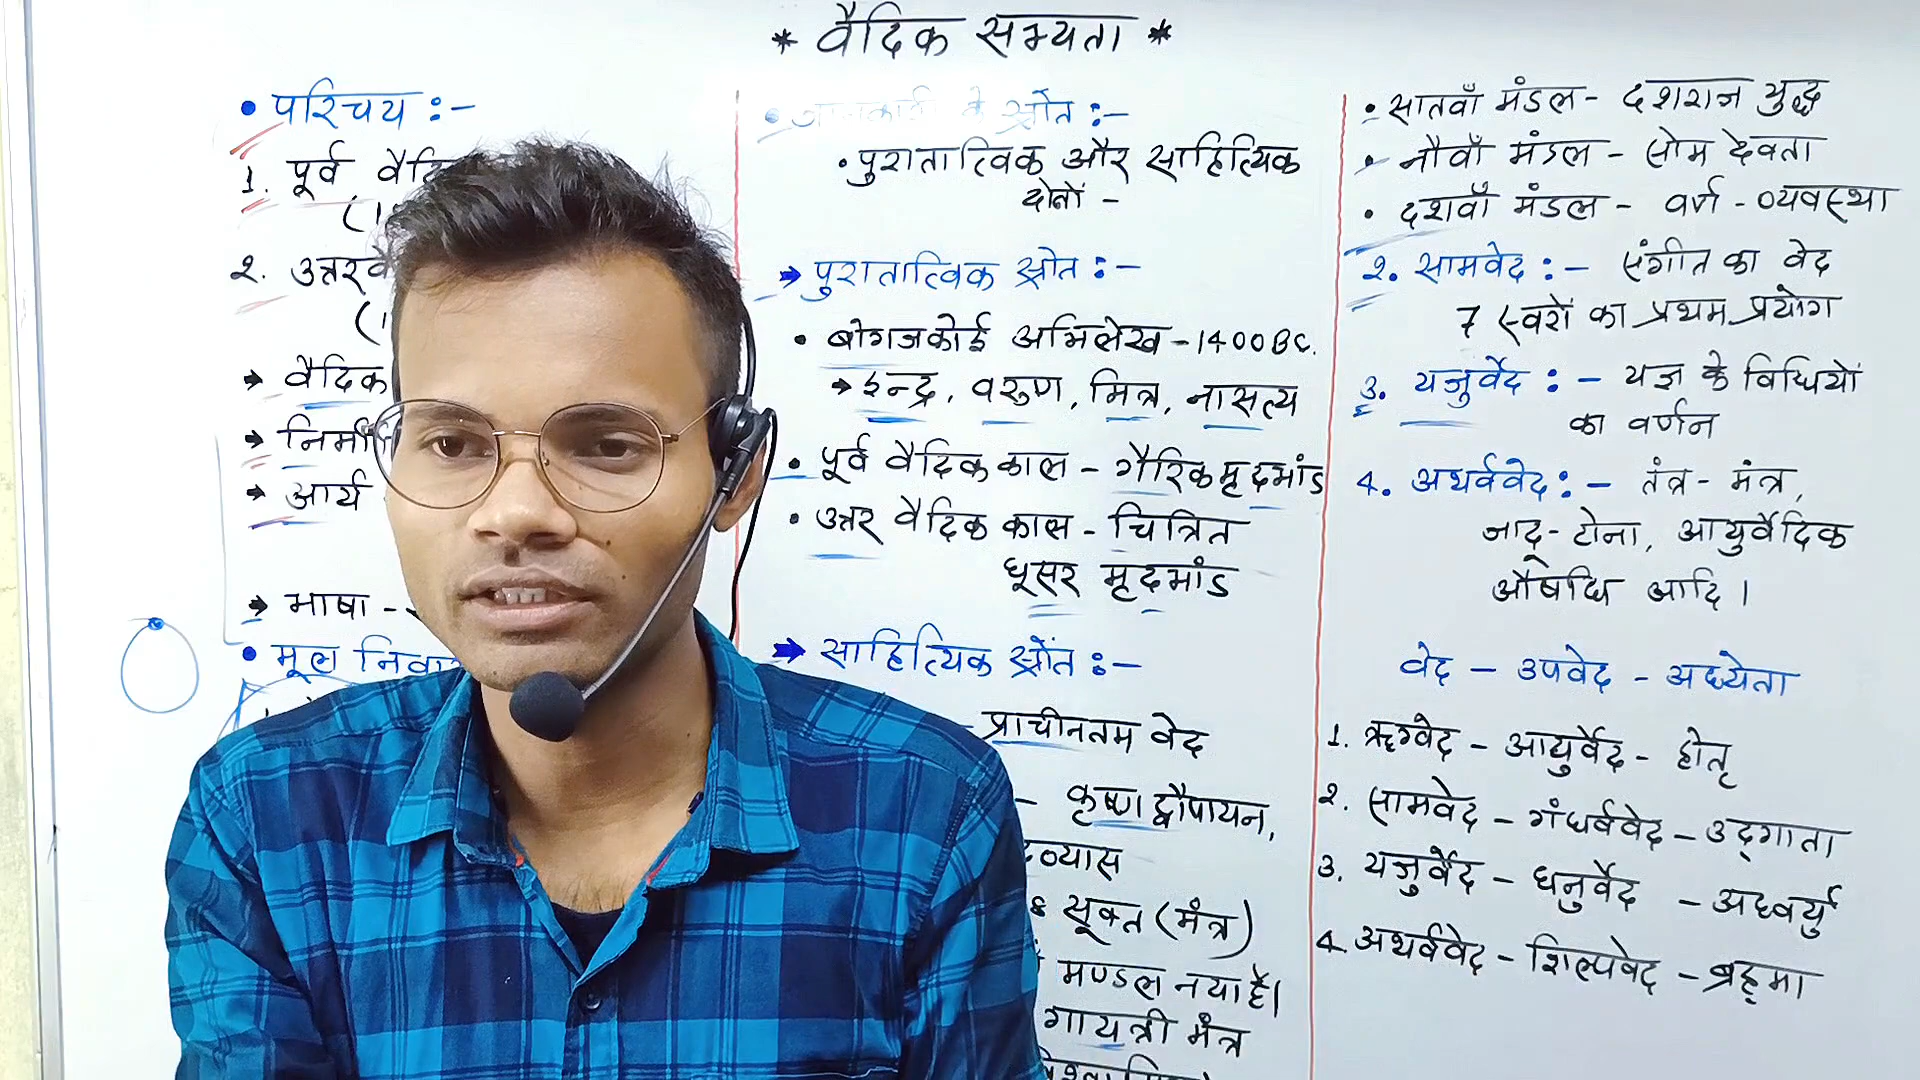 * वैदिक सभ्यता *
• परिचय :-
1. पूर्व
2.
→ वैदिक
→
→ आर्य
→ भाषा -
• मूल
• जानकारी के स्रोत :-
• पुरातात्विक और साहित्यिक
दोनों -
→ पुरातात्विक स्रोत :-
• बोगजकोई अभिलेख - 1400 BC.
→ इन्द्र, वरुण, मित्र, नासत्य
• पूर्व वैदिक काल - गैरिक मृदभांड
• उत्तर वैदिक काल - चित्रित
धूसर मृदभांड
→ साहित्यिक स्रोत :-
- प्राचीनतम वेद
- कृष्ण द्वौपायन,
सूक्त (मंत्र)
मण्डल नया है।
गायत्री मंत्र
• सातवाँ मंडल - दशराज युद्ध
• नौवाँ मंडल - सोम देवता
• दशवाँ मंडल - वर्ण - व्यवस्था
2. सामवेद :- संगीत का वेद
7 स्वरों का प्रथम प्रयोग
3. यजुर्वेद :- यज्ञ के विधियों
का वर्णन
4. अथर्ववेद :- तंत्र - मंत्र,
जादू - टोना, आयुर्वेदिक
औषधि आदि।
वेद - उपवेद - अध्येता
1. ऋग्वेद - आयुर्वेद - होतृ
2. सामवेद - गंधर्ववेद - उद्गाता
3. यजुर्वेद - धनुर्वेद - अध्वर्यु
4. अथर्ववेद - शिल्पवेद - ब्रह्मा